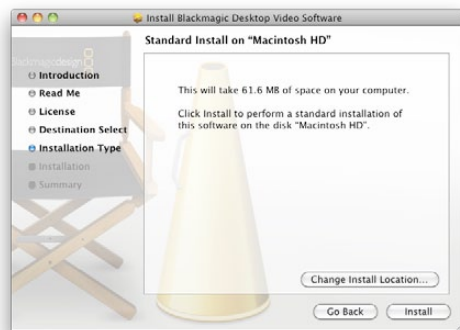 Install Blackmagic Desktop Video Software
Standard Install on “Macintosh HD”
Blackmagicdesign
Introduction
Read Me
License
Destination Select
Installation Type
Installation
Summary
This will take 61.6 MB of space on your computer.
Click Install to perform a standard installation of
this software on the disk “Macintosh HD”.
Change Install Location...
Go Back
Install